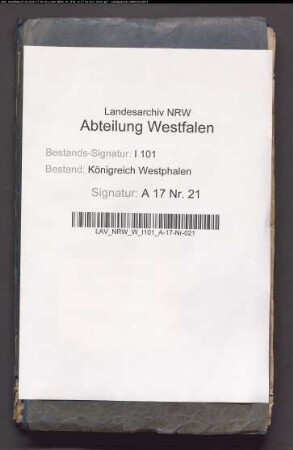 Landesarchiv NRW
Abteilung Westfalen
Bestands-Signatur: I 101
Bestand: Königreich Westphalen
Signatur: A 17 Nr. 21
LAV_NRW_W_I101_A-17-Nr-021